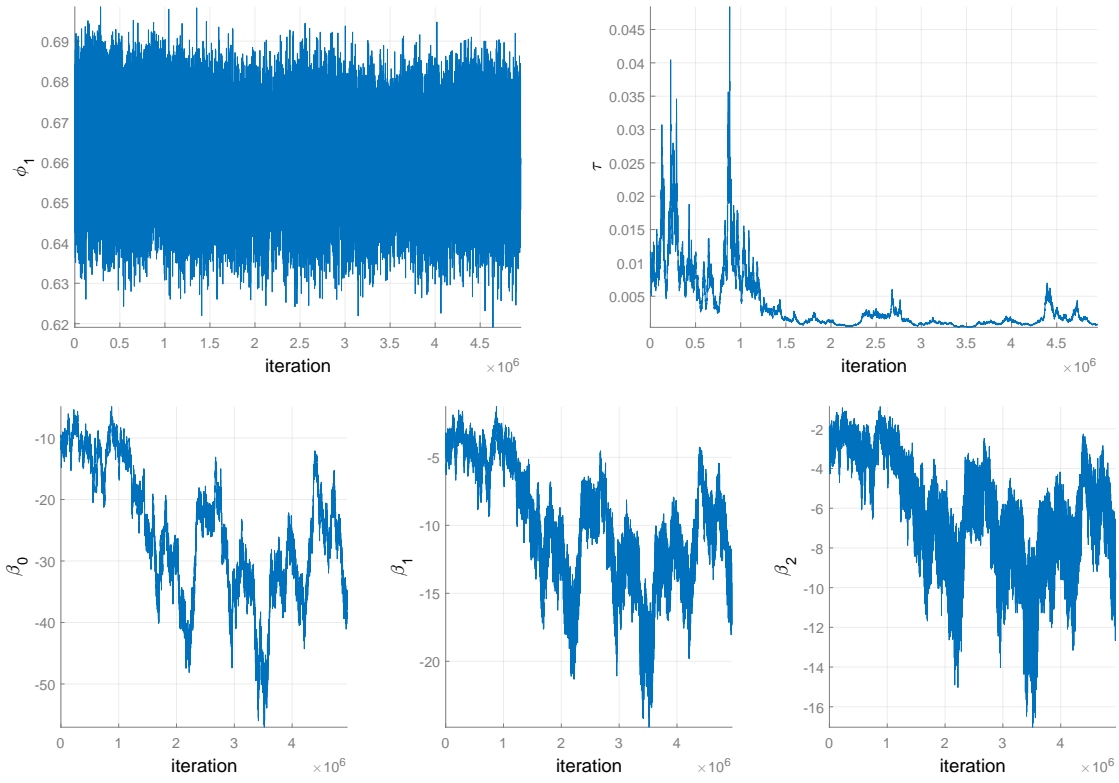 0.69
0.68
0.67
0.66
0.65
0.64
0.63
0.62
ϕ1
0 0.5 1 1.5 2 2.5 3 3.5 4 4.5
iteration
×10^6
0.045
0.04
0.035
0.03
0.025
0.02
0.015
0.01
0.005
τ
0 0.5 1 1.5 2 2.5 3 3.5 4 4.5
iteration
×10^6
-10
-20
-30
-40
-50
β0
0 1 2 3 4
iteration
×10^6
-5
-10
-15
-20
β1
0 1 2 3 4
iteration
×10^6
-2
-4
-6
-8
-10
-12
-14
-16
β2
0 1 2 3 4
iteration
×10^6